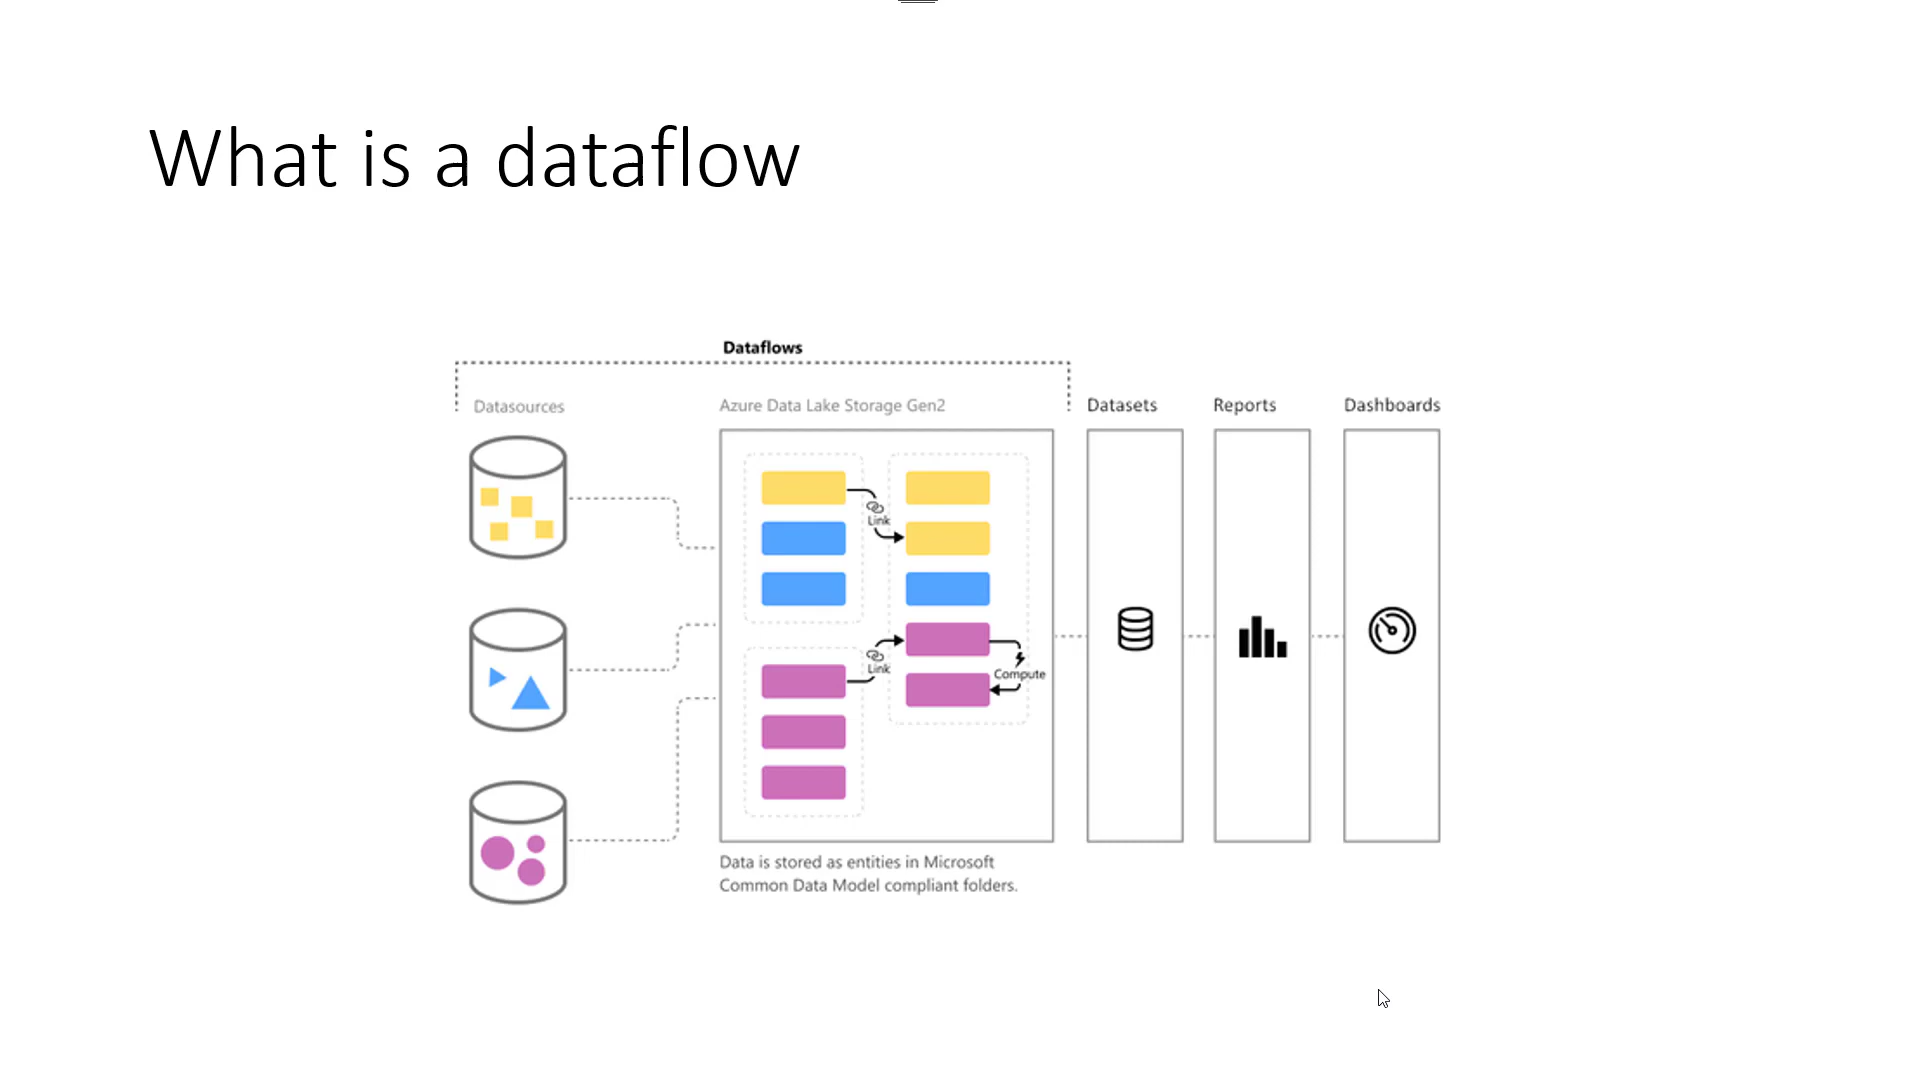 What is a dataflow
Dataflows
Datasources
Azure Data Lake Storage Gen2
Datasets
Reports
Dashboards
Link
Link
Compute
Data is stored as entities in Microsoft
Common Data Model compliant folders.